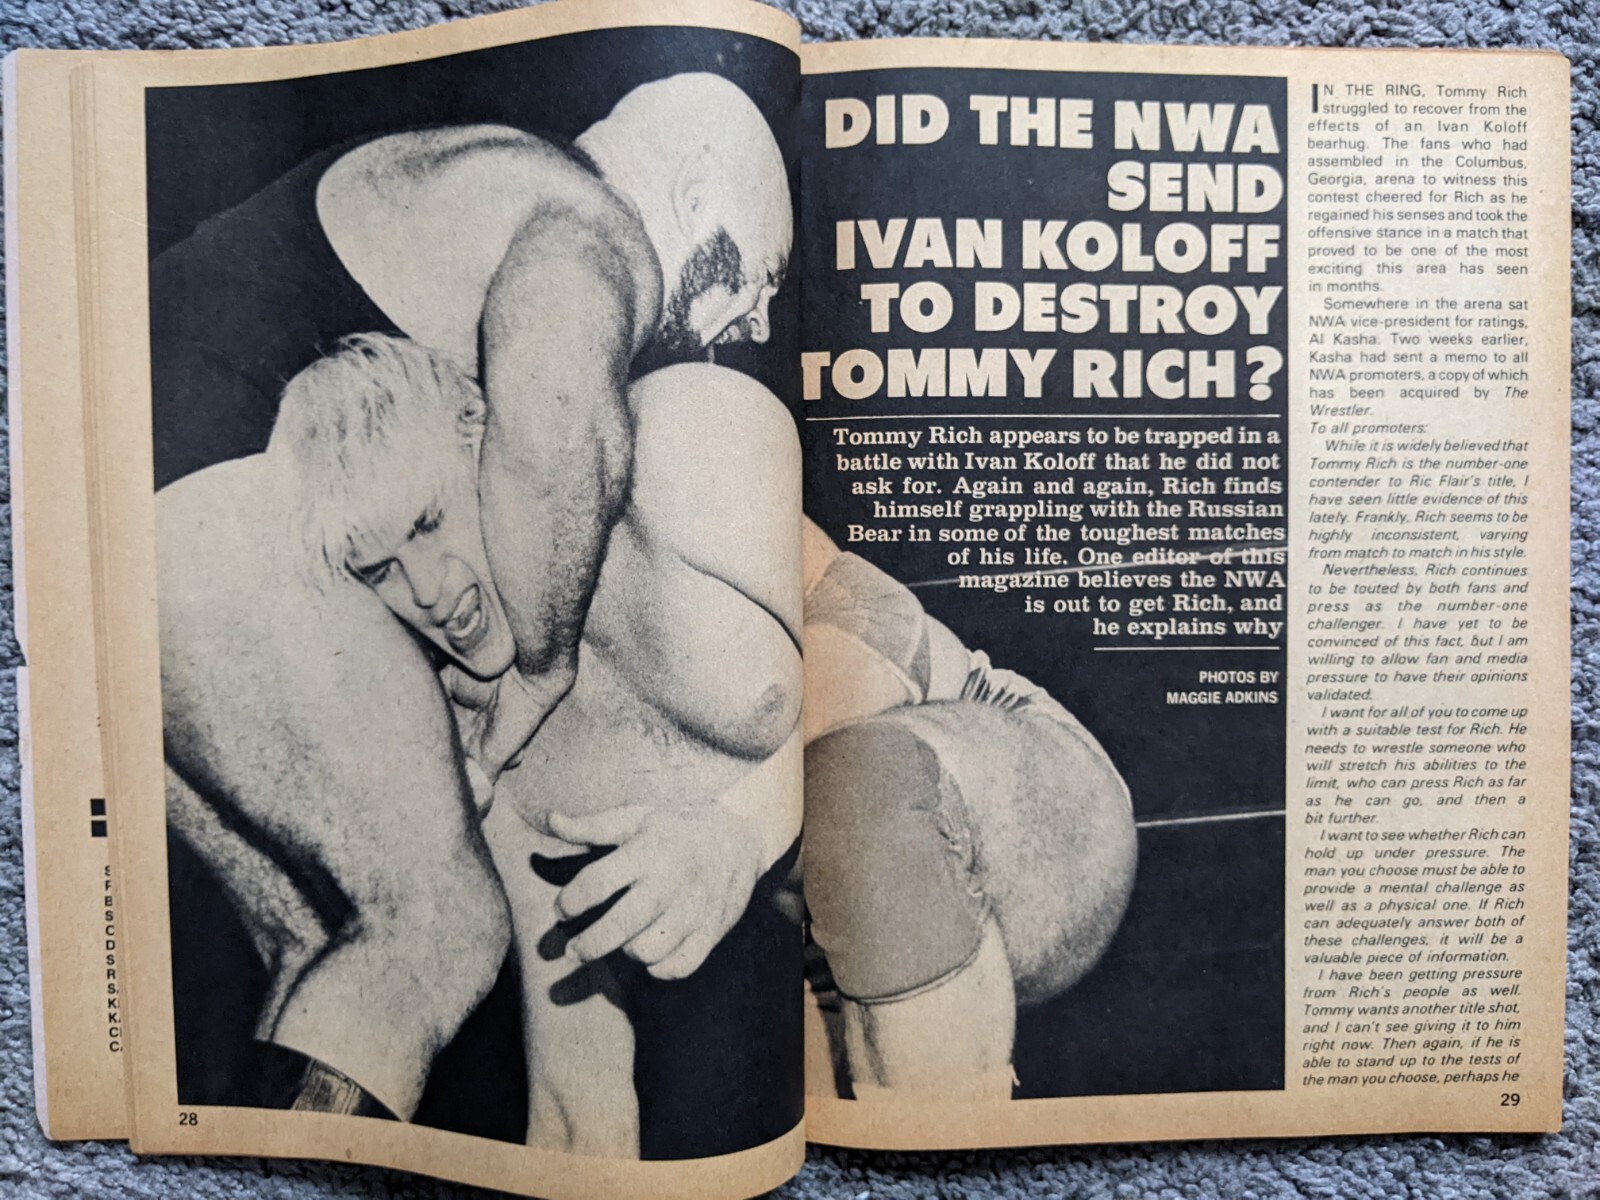 DID THE NWA
SEND
IVAN KOLOFF
TO DESTROY
TOMMY RICH?
Tommy Rich appears to be trapped in a
battle with Ivan Koloff that he did not
ask for. Again and again, Rich finds
himself grappling with the Russian
Bear in some of the toughest matches
of his life. One editor of this
magazine believes the NWA
is out to get Rich, and
he explains why
PHOTOS BY
MAGGIE ADKINS
IN THE RING, Tommy Rich
struggled to recover from the
effects of an Ivan Koloff
bearhug. The fans who had
assembled in the Columbus,
Georgia, arena to witness this
contest cheered for Rich as he
regained his senses and took the
offensive stance in a match that
proved to be one of the most
exciting this area has seen
in months.
Somewhere in the arena sat
NWA vice-president for ratings,
Al Kasha. Two weeks earlier,
Kasha had sent a memo to all
NWA promoters, a copy of which
has been acquired by The
Wrestler.
To all promoters:
While it is widely believed that
Tommy Rich is the number-one
contender to Ric Flair's title, I
have seen little evidence of this
lately. Frankly, Rich seems to be
highly inconsistent, varying
from match to match in his style.
Nevertheless, Rich continues
to be touted by both fans and
press as the number-one
challenger. I have yet to be
convinced of this fact, but I am
willing to allow fan and media
pressure to have their opinions
validated.
I want for all of you to come up
with a suitable test for Rich. He
needs to wrestle someone who
will stretch his abilities to the
limit, who can press Rich as far
as he can go, and then a
bit further.
I want to see whether Rich can
hold up under pressure. The
man you choose must be able to
provide a mental challenge as
well as a physical one. If Rich
can adequately answer both of
these challenges, it will be a
valuable piece of information.
I have been getting pressure
from Rich's people as well.
Tommy wants another title shot,
and I can't see giving it to him
right now. Then again, if he is
able to stand up to the tests of
the man you choose, perhaps he
28
29